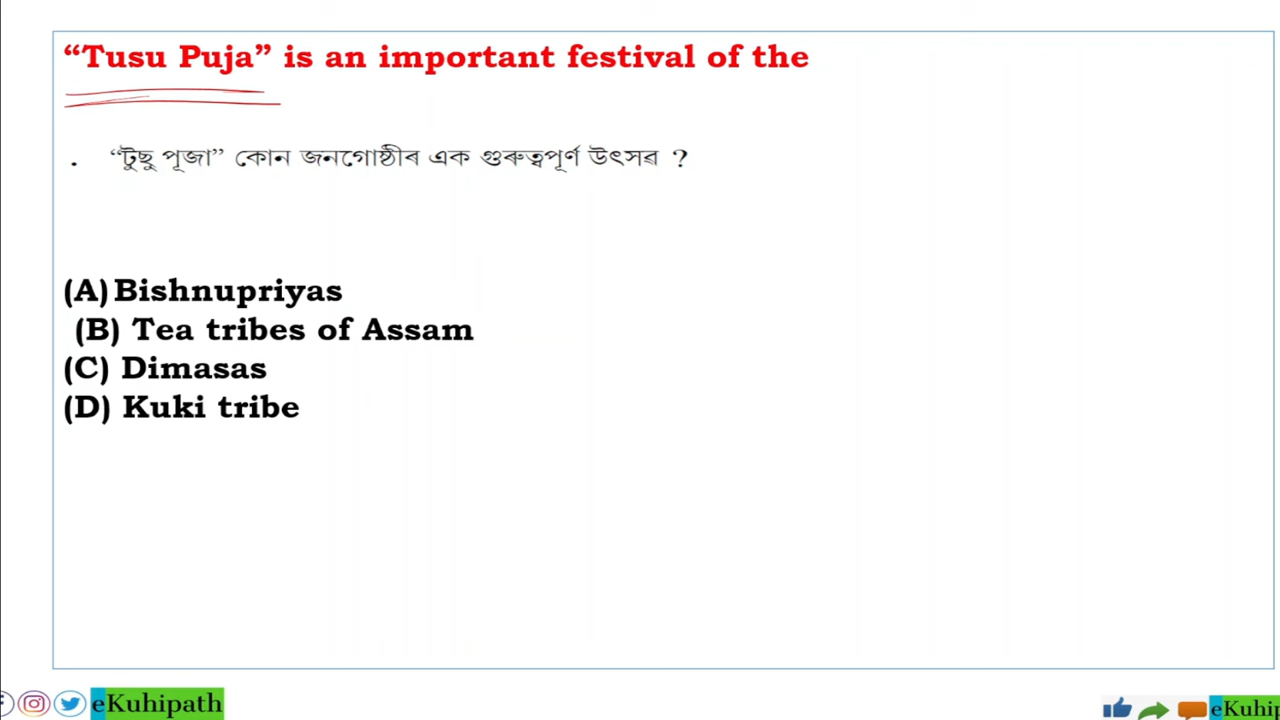 “Tusu Puja” is an important festival of the
. “টুছু পূজা” কোন জনগোষ্ঠীৰ এক গুৰুত্বপূৰ্ণ উৎসৱ ?
(A) Bishnupriyas
(B) Tea tribes of Assam
(C) Dimasas
(D) Kuki tribe
eKuhipath
eKuhip